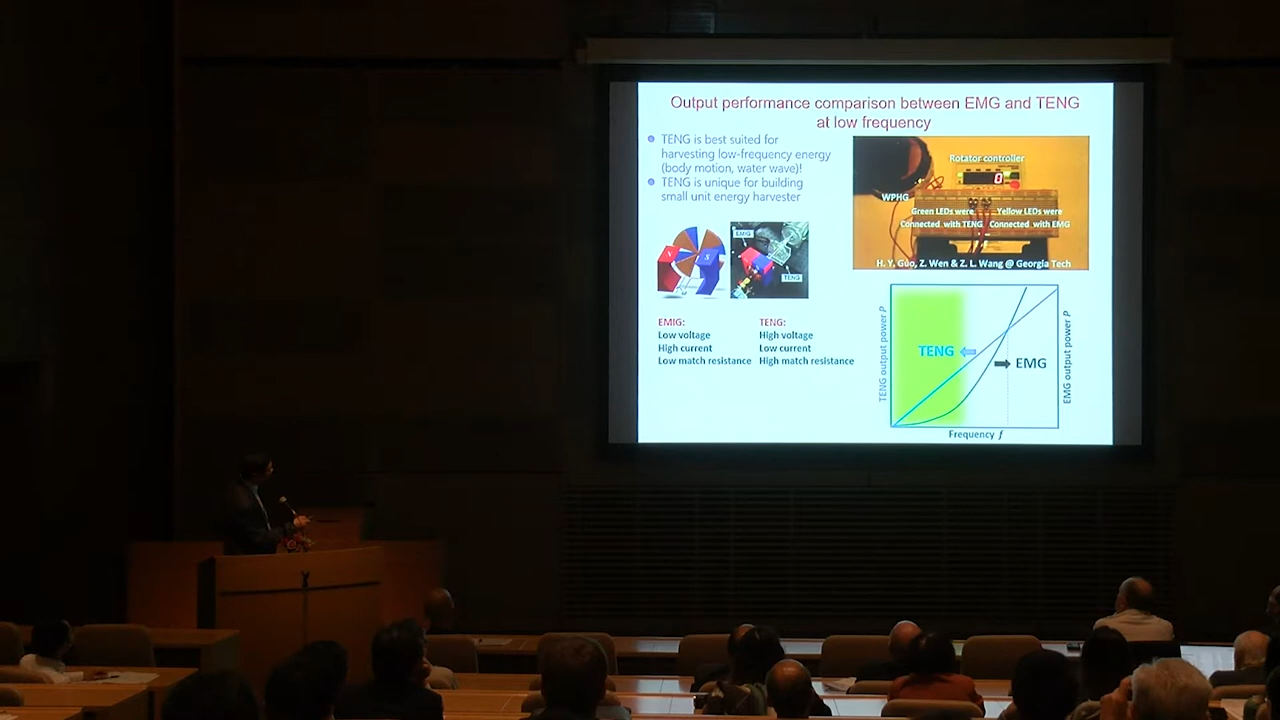 Output performance comparison between EMG and TENG
at low frequency
TENG is best suited for
harvesting low-frequency energy
(body motion, water wave)!
TENG is unique for building
small unit energy harvester
EMG
TENG
N
S
EMIG:
Low voltage
High current
Low match resistance
TENG:
High voltage
Low current
High match resistance
Rotator controller
0
WPHG
Green LEDs were
Connected with TENG
Yellow LEDs were
Connected with EMG
H. Y. Guo, Z. Wen & Z. L. Wang @ Georgia Tech
TENG output power P
TENG
EMG
EMG output power P
Frequency f